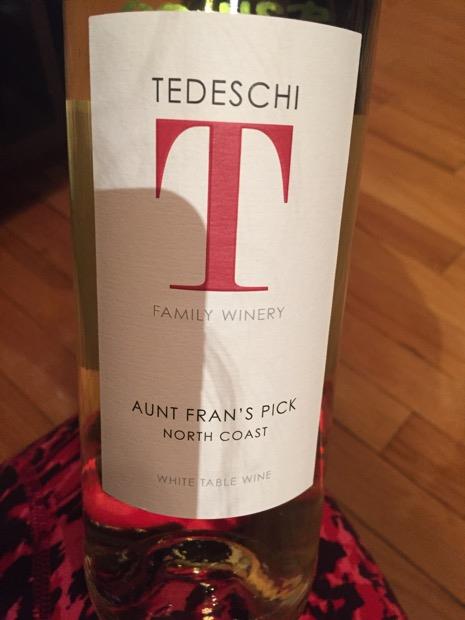 TEDESCHI
T
FAMILY WINERY
AUNT FRAN'S PICK
NORTH COAST
WHITE TABLE WINE